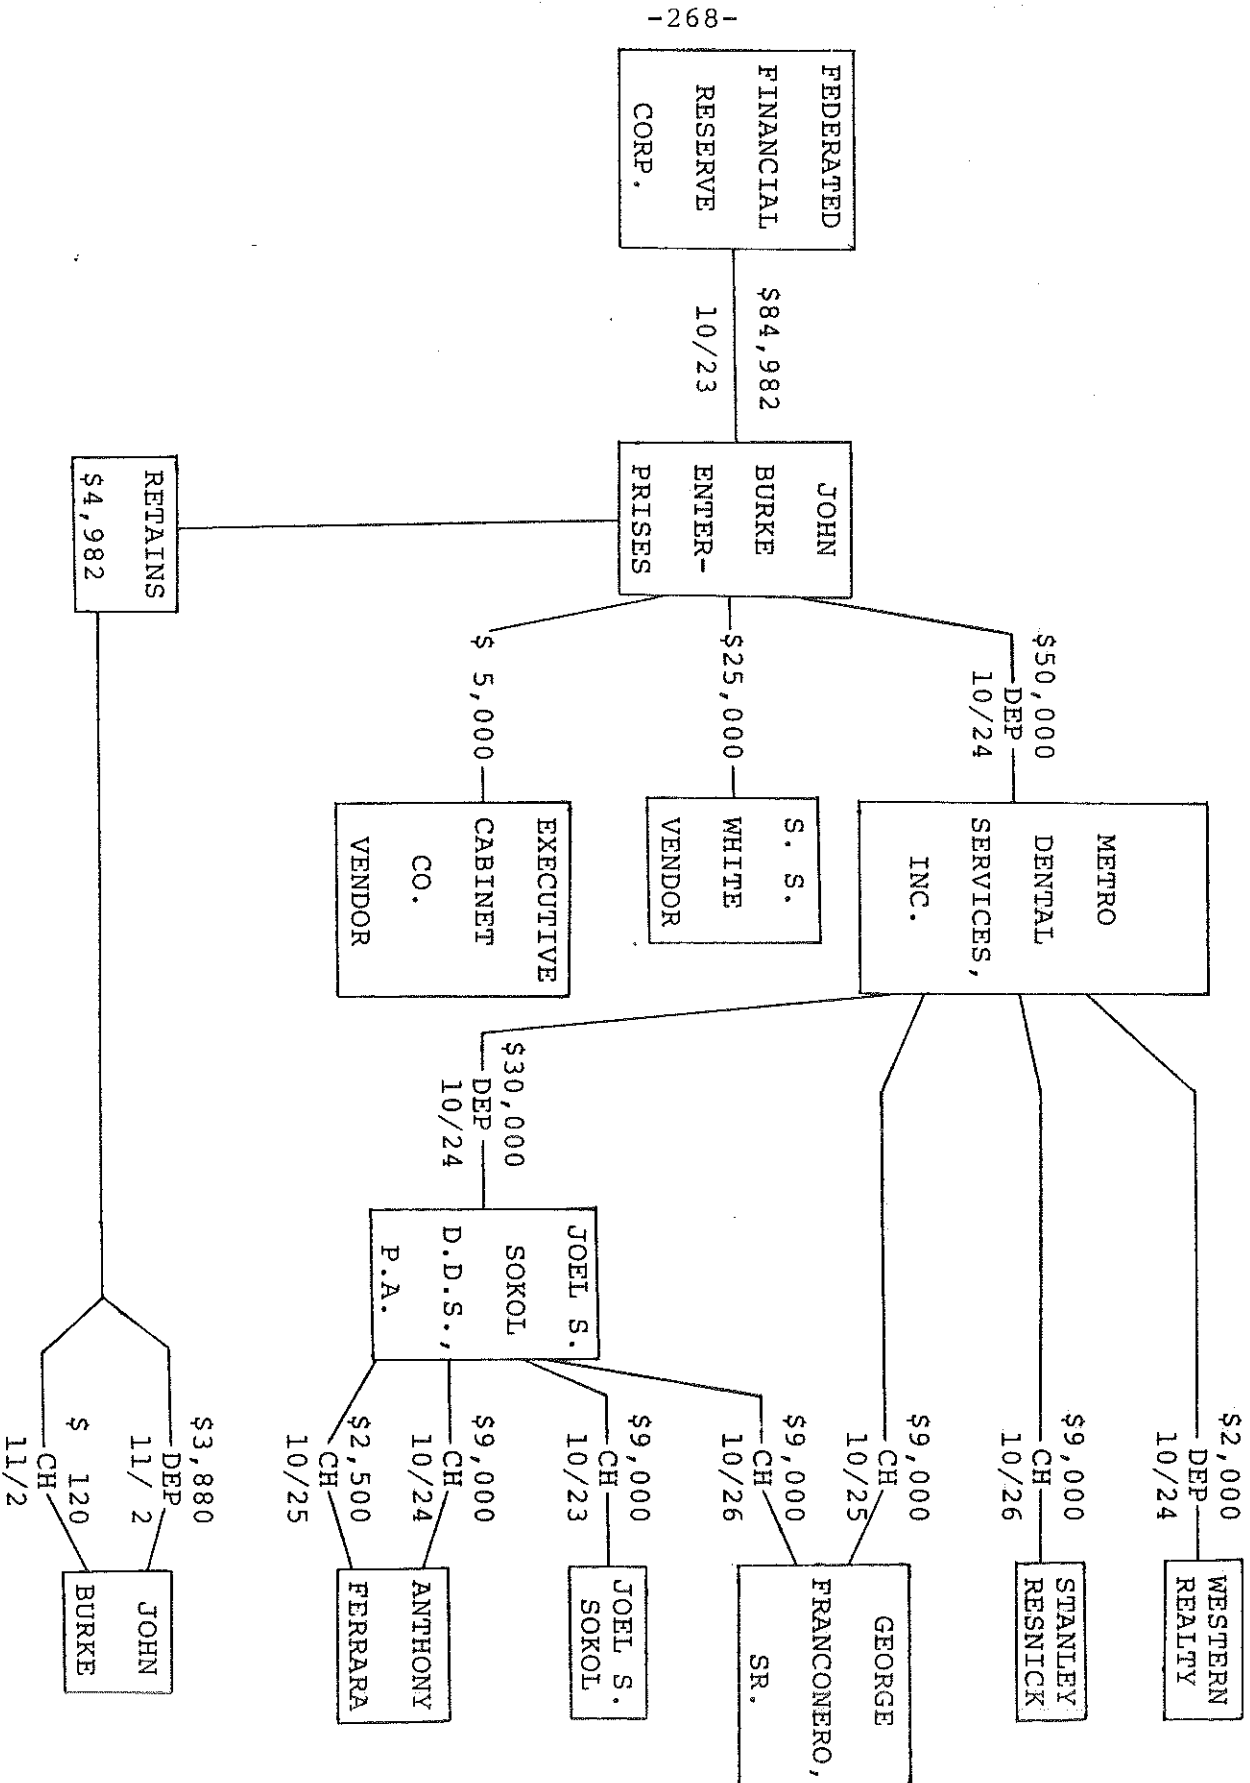 -268-
FEDERATED
FINANCIAL
RESERVE
CORP.
$84,982
10/23
JOHN
BURKE
ENTER-
PRISES
RETAINS
$4,982
$50,000
DEP
10/24
$25,000
$ 5,000
METRO
DENTAL
SERVICES,
INC.
S. S.
WHITE
VENDOR
EXECUTIVE
CABINET
CO.
VENDOR
$30,000
DEP
10/24
JOEL S.
SOKOL
D.D.S.,
P.A.
$2,000
DEP
10/24
WESTERN
REALTY
$9,000
CH
10/26
STANLEY
RESNICK
$9,000
CH
10/25
$9,000
CH
10/26
GEORGE
FRANCONERO,
SR.
$9,000
CH
10/23
JOEL S.
SOKOL
$9,000
CH
10/24
$2,500
CH
10/25
ANTHONY
FERRARA
$3,880
DEP
11/ 2
$ 120
CH
11/2
JOHN
BURKE